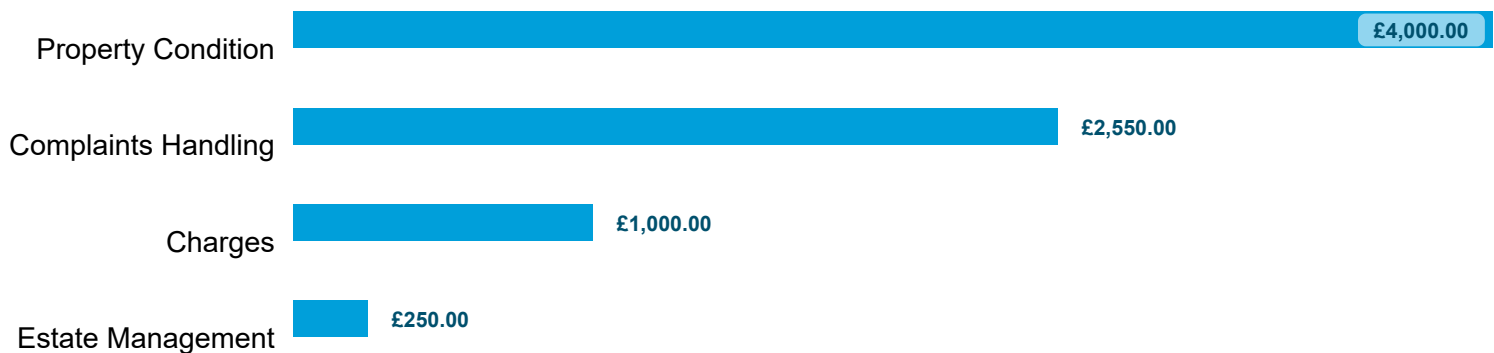 Property Condition £4,000.00
Complaints Handling £2,550.00
Charges £1,000.00
Estate Management £250.00